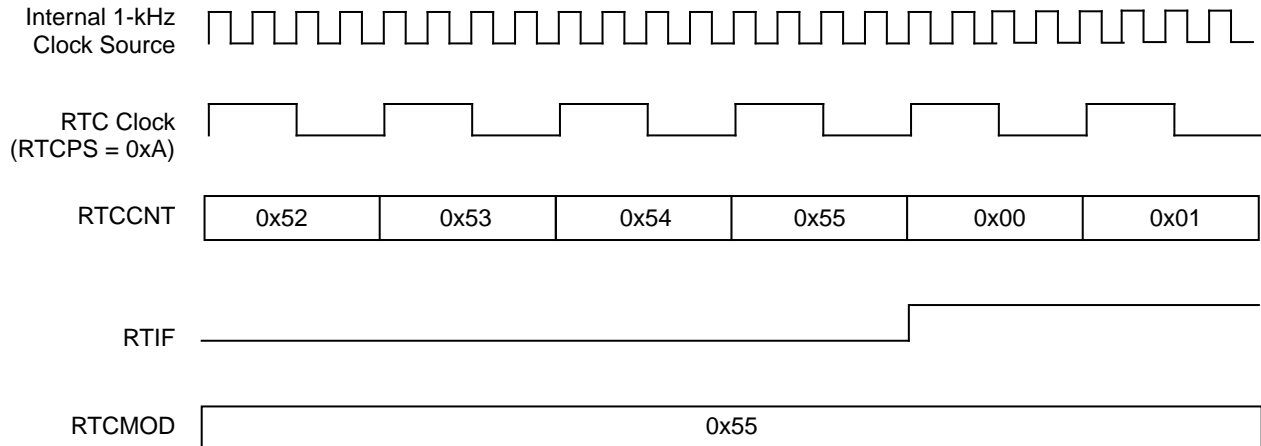 Internal 1-kHz
Clock Source
RTC Clock
(RTCPS = 0xA)
RTCCNT
0x52
0x53
0x54
0x55
0x00
0x01
RTIF
RTCMOD
0x55